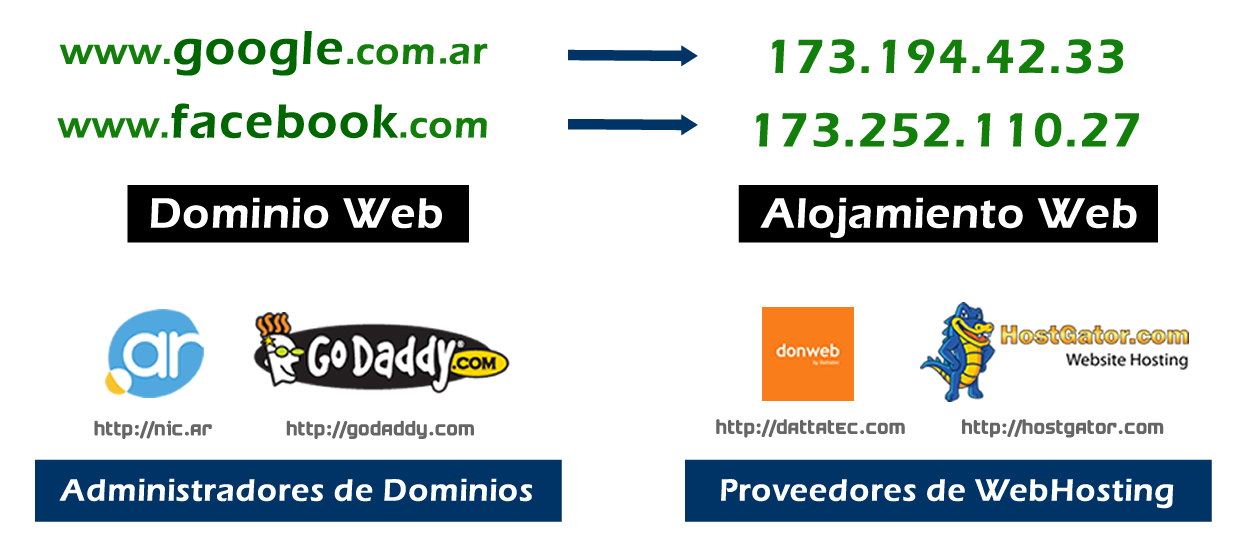 www.google.com.ar
173.194.42.33
www.facebook.com
173.252.110.27
Dominio Web
Alojamiento Web
ar
GoDaddy.COM
donweb
by Dattatec
HostGator.com
Website Hosting
http://nic.ar
http://godaddy.com
http://dattatec.com
http://hostgator.com
Administradores de Dominios
Proveedores de WebHosting